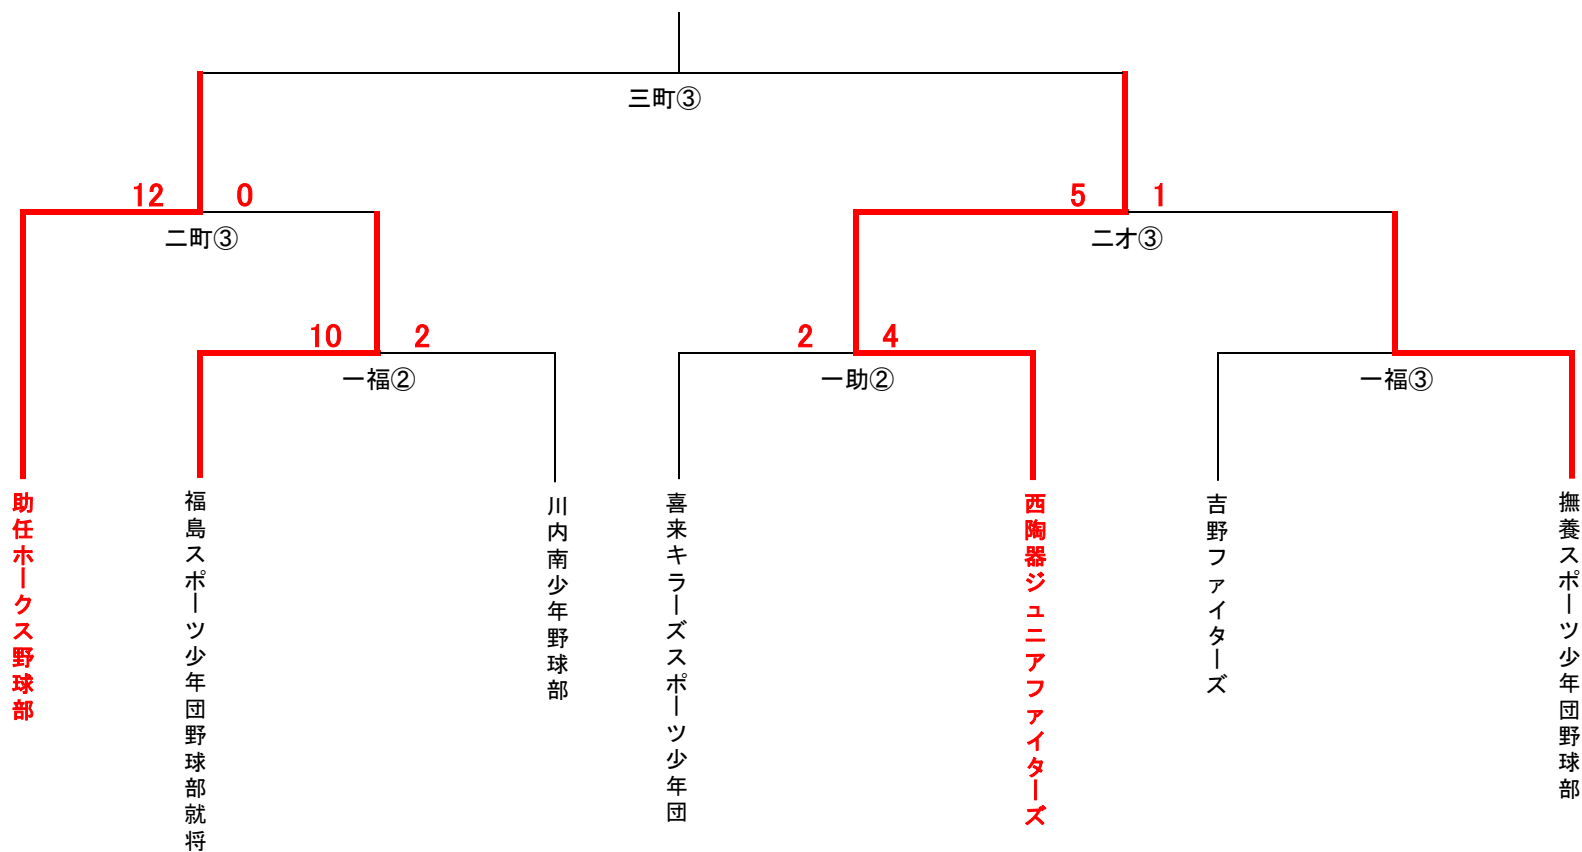 三町③
12 0
5 1
二町③
二才③
10 2
2 4
一福②
一助②
一福③
助任ホークス野球部
福島スポーツ少年団野球部就将
川内南少年野球部
喜来キラーズスポーツ少年団
西陶器ジュニアファイターズ
吉野ファイターズ
撫養スポーツ少年団野球部